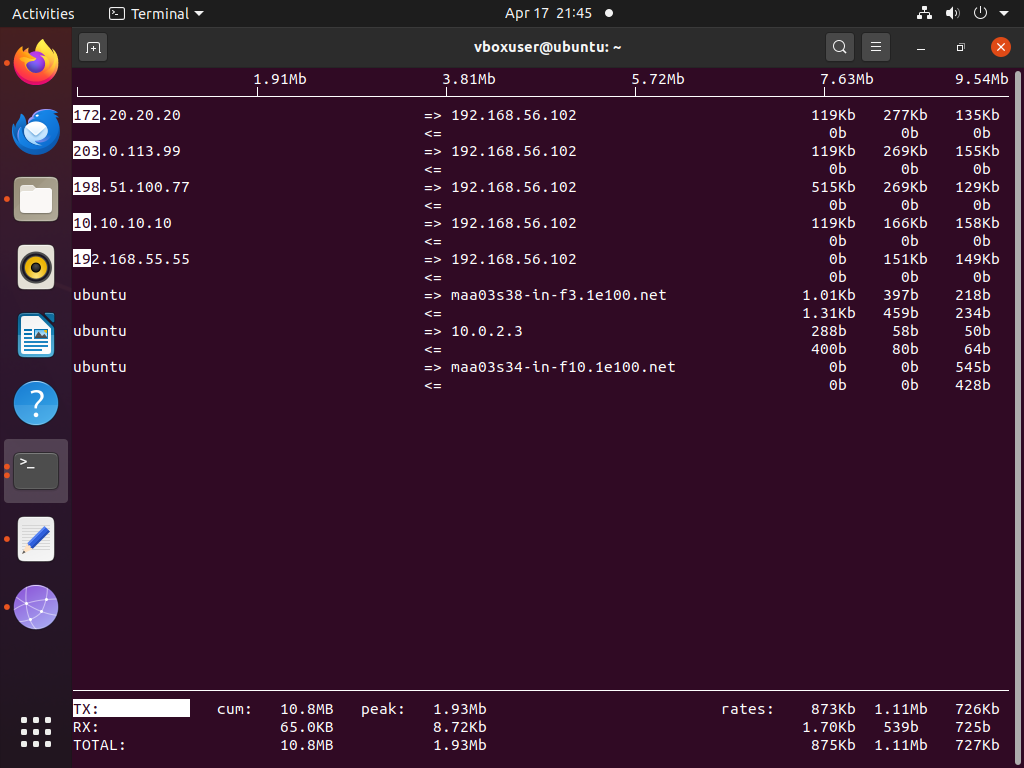 Activities Terminal Apr 17 21:45
vboxuser@ubuntu: ~
1.91Mb 3.81Mb 5.72Mb 7.63Mb 9.54Mb
172.20.20.20 => 192.168.56.102 119Kb 277Kb 135Kb
<= 0b 0b 0b
203.0.113.99 => 192.168.56.102 119Kb 269Kb 155Kb
<= 0b 0b 0b
198.51.100.77 => 192.168.56.102 515Kb 269Kb 129Kb
<= 0b 0b 0b
10.10.10.10 => 192.168.56.102 119Kb 166Kb 158Kb
<= 0b 0b 0b
192.168.55.55 => 192.168.56.102 0b 151Kb 149Kb
<= 0b 0b 0b
ubuntu => maa03s38-in-f3.1e100.net 1.01Kb 397b 218b
<= 1.31Kb 459b 234b
ubuntu => 10.0.2.3 288b 58b 50b
<= 400b 80b 64b
ubuntu => maa03s34-in-f10.1e100.net 0b 0b 545b
<= 0b 0b 428b
TX: cum: 10.8MB peak: 1.93Mb rates: 873Kb 1.11Mb 726Kb
RX: 65.0KB 8.72Kb 1.70Kb 539b 725b
TOTAL: 10.8MB 1.93Mb 875Kb 1.11Mb 727Kb